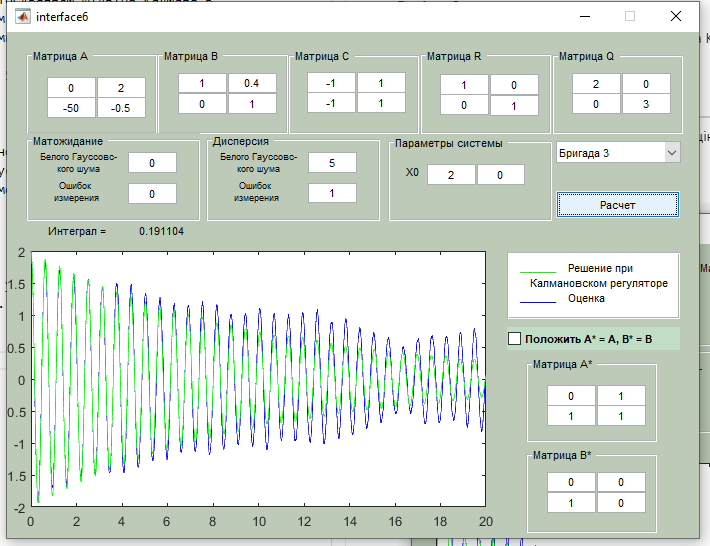 interface6
Матрица A
0 2
-50 -0.5
Матрица B
1 0.4
0 1
Матрица C
-1 1
-1 1
Матрица R
1 0
0 1
Матрица Q
2 0
0 3
Матожидание
Белого Гауссовс-
кого шума
0
Ошибок
измерения
0
Дисперсия
Белого Гауссовс-
кого шума
5
Ошибок
измерения
1
Параметры системы
X0
2 0
Бригада 3
Расчет
Интеграл = 0.191104
2
1.5
1
0.5
0
-0.5
-1
-1.5
-2
0 2 4 6 8 10 12 14 16 18 20
Решение при
Калмановском регуляторе
Оценка
Положить A* = A, B* = B
Матрица A*
0 1
1 1
Матрица B*
0 0
1 0